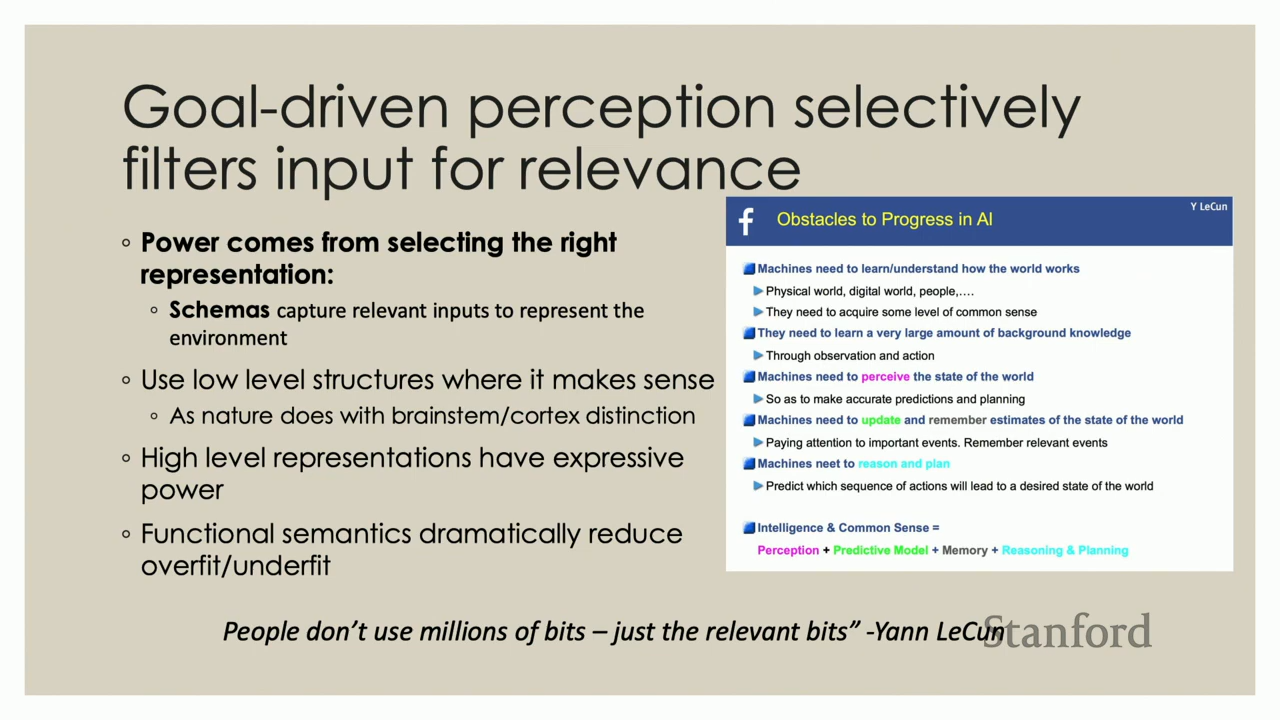 Goal-driven perception selectively
filters input for relevance
◦ Power comes from selecting the right
representation:
◦ Schemas capture relevant inputs to represent the
environment
◦ Use low level structures where it makes sense
◦ As nature does with brainstem/cortex distinction
◦ High level representations have expressive
power
◦ Functional semantics dramatically reduce
overfit/underfit
f Obstacles to Progress in AI
Y LeCun
Machines need to learn/understand how the world works
Physical world, digital world, people,....
They need to acquire some level of common sense
They need to learn a very large amount of background knowledge
Through observation and action
Machines need to perceive the state of the world
So as to make accurate predictions and planning
Machines need to update and remember estimates of the state of the world
Paying attention to important events. Remember relevant events
Machines neet to reason and plan
Predict which sequence of actions will lead to a desired state of the world
Intelligence & Common Sense =
Perception + Predictive Model + Memory + Reasoning & Planning
People don't use millions of bits – just the relevant bits” -Yann LeCun
Stanford